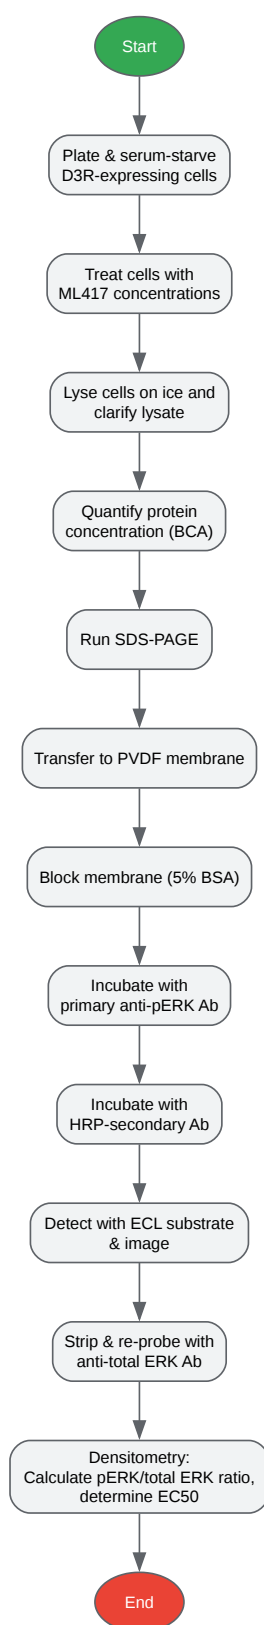 Start
Plate & serum-starve
D3R-expressing cells
Treat cells with
ML417 concentrations
Lyse cells on ice and
clarify lysate
Quantify protein
concentration (BCA)
Run SDS-PAGE
Transfer to PVDF membrane
Block membrane (5% BSA)
Incubate with
primary anti-pERK Ab
Incubate with
HRP-secondary Ab
Detect with ECL substrate
& image
Strip & re-probe with
anti-total ERK Ab
Densitometry:
Calculate pERK/total ERK ratio,
determine EC50
End